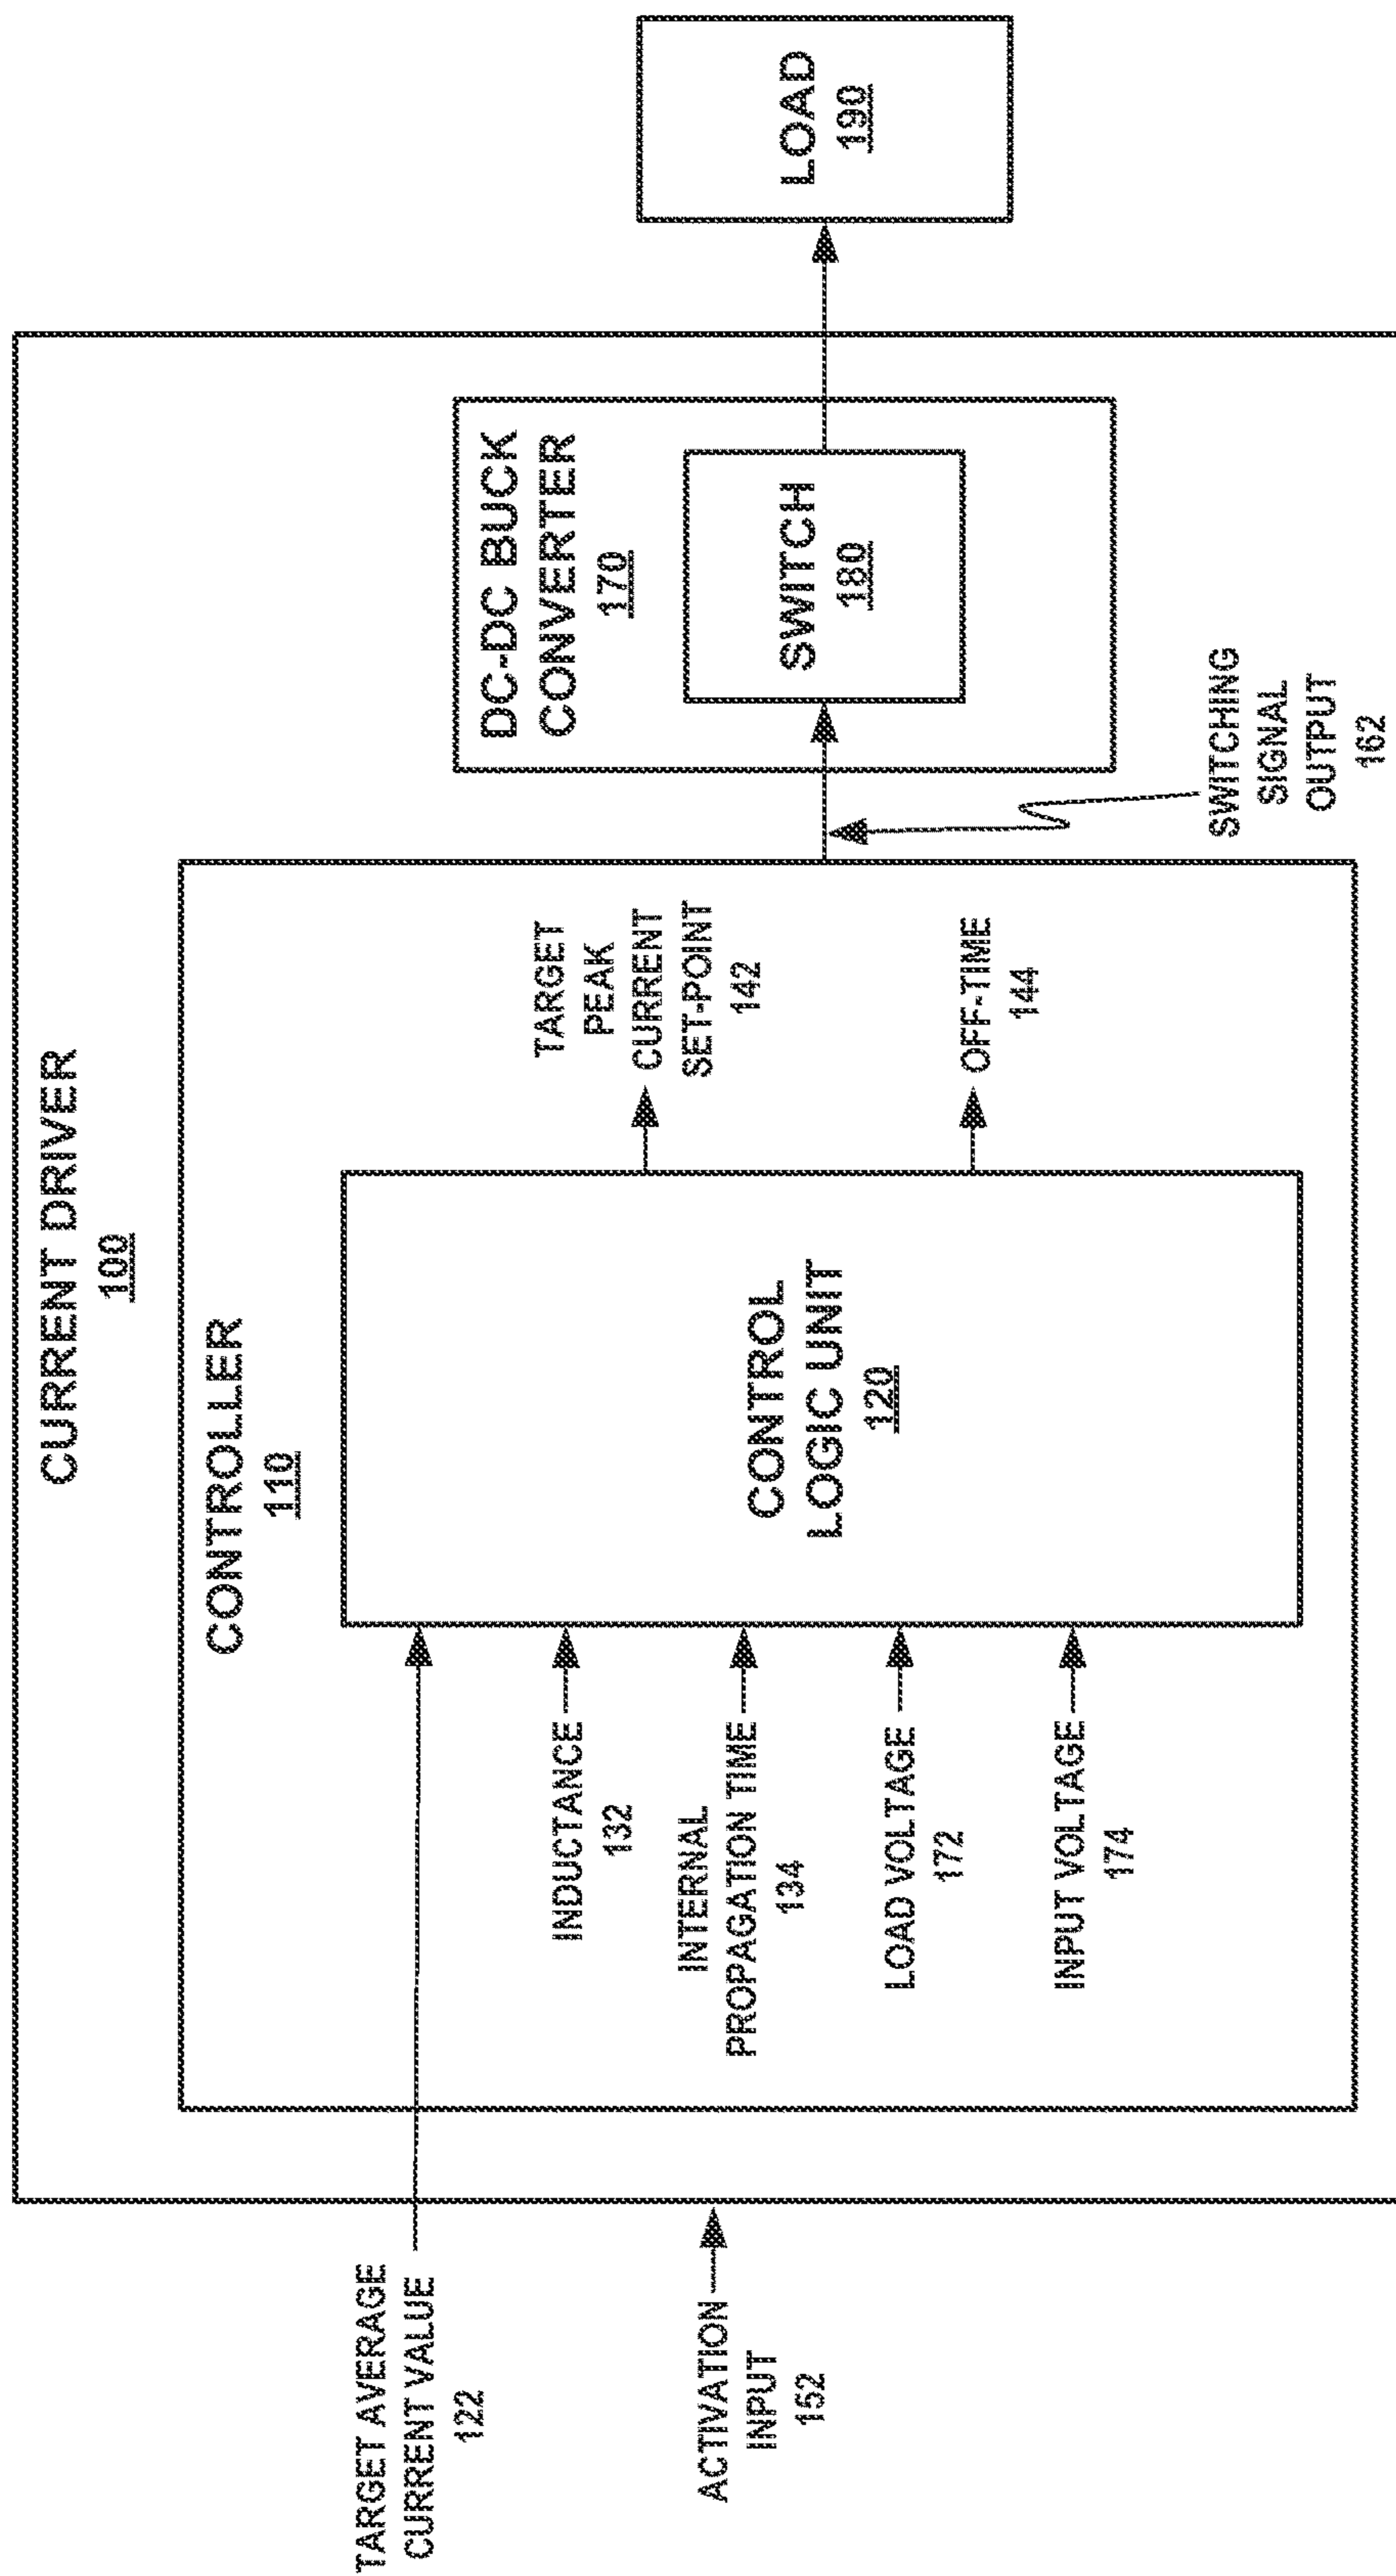 CURRENT DRIVER
100
CONTROLLER
110
TARGET AVERAGE
CURRENT VALUE
122
ACTIVATION
INPUT
152
INDUCTANCE
132
INTERNAL
PROPAGATION TIME
134
LOAD VOLTAGE
172
INPUT VOLTAGE
174
CONTROL
LOGIC UNIT
120
TARGET
PEAK
CURRENT
SET-POINT
142
OFF-TIME
144
DC-DC BUCK
CONVERTER
170
SWITCH
180
SWITCHING
SIGNAL
OUTPUT
162
LOAD
190